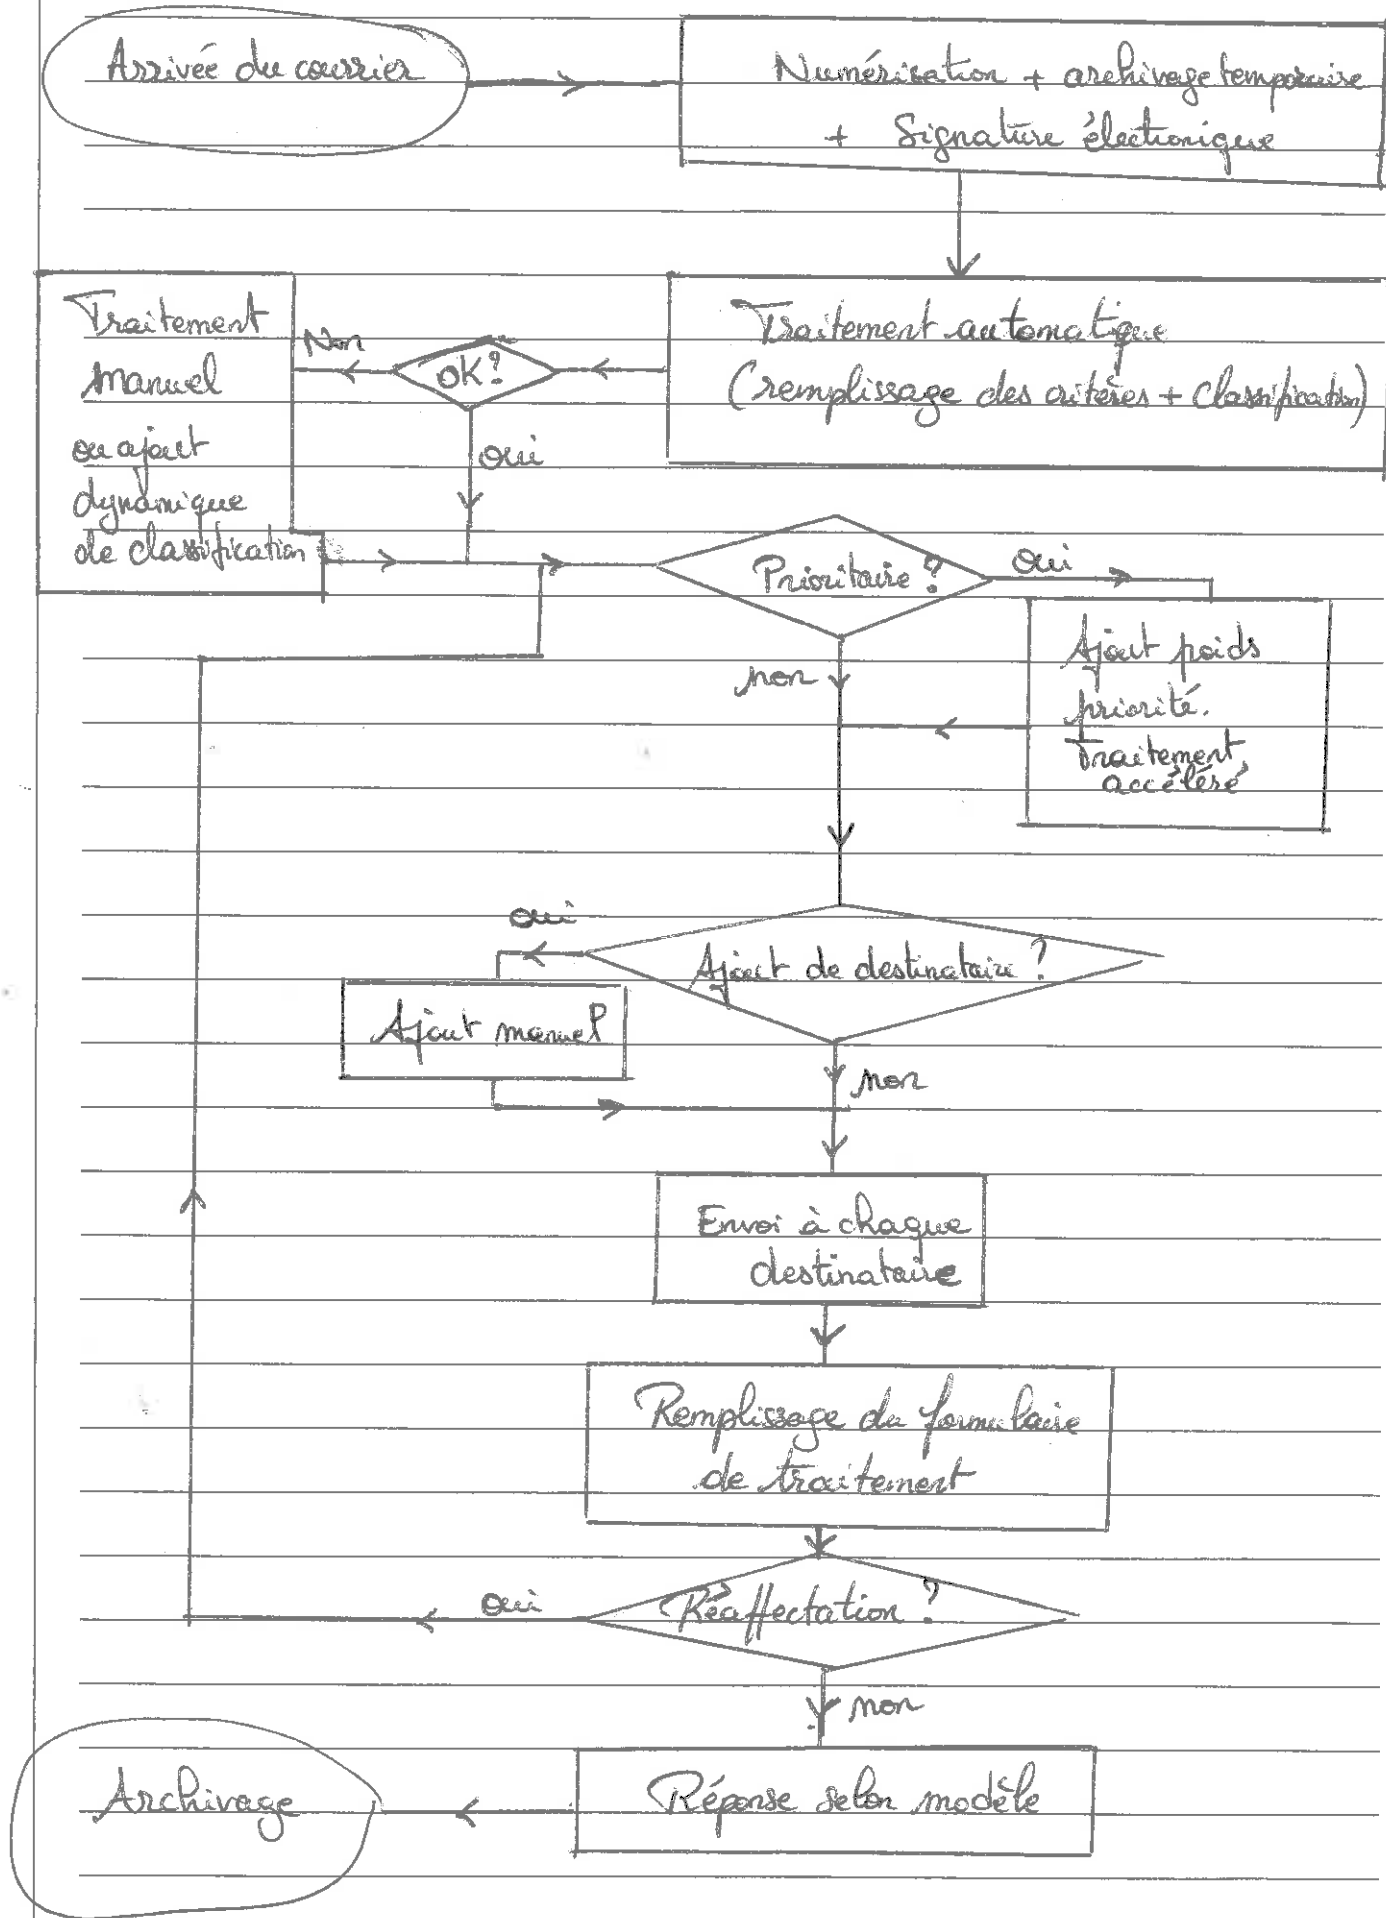 Arrivée du courrier
Numérisation + archivage temporaire
+ Signature électronique
Traitement automatique
(remplissage des critères + classification)
OK?
Non
oui
Traitement
manuel
ou ajout
dynamique
de classification
Prioritaire ?
oui
non
Ajout poids
priorité.
Traitement
accéléré
Ajout de destinataire ?
oui
Ajout manuel
non
Envoi à chaque
destinataire
Remplissage du formulaire
de traitement
Réaffectation ?
oui
non
Réponse selon modèle
Archivage